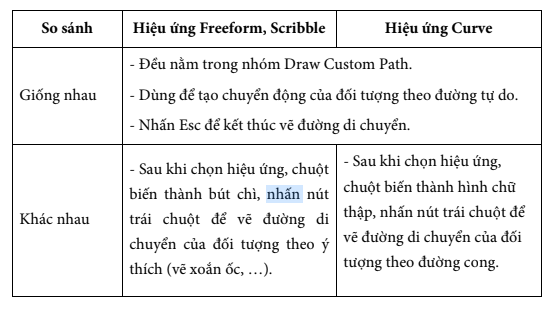 So sánh
Hiệu ứng Freeform, Scribble
Hiệu ứng Curve
Giống nhau
- Đều nằm trong nhóm Draw Custom Path.
- Dùng để tạo chuyển động của đối tượng theo đường tự do.
- Nhấn Esc để kết thúc vẽ đường di chuyển.
Khác nhau
- Sau khi chọn hiệu ứng, chuột
biến thành bút chì, nhấn nút
trái chuột để vẽ đường di
chuyển của đối tượng theo ý
thích (vẽ xoắn ốc, …).
- Sau khi chọn hiệu ứng,
chuột biến thành hình chữ
thập, nhấn nút trái chuột để
vẽ đường di chuyển của đối
tượng theo đường cong.